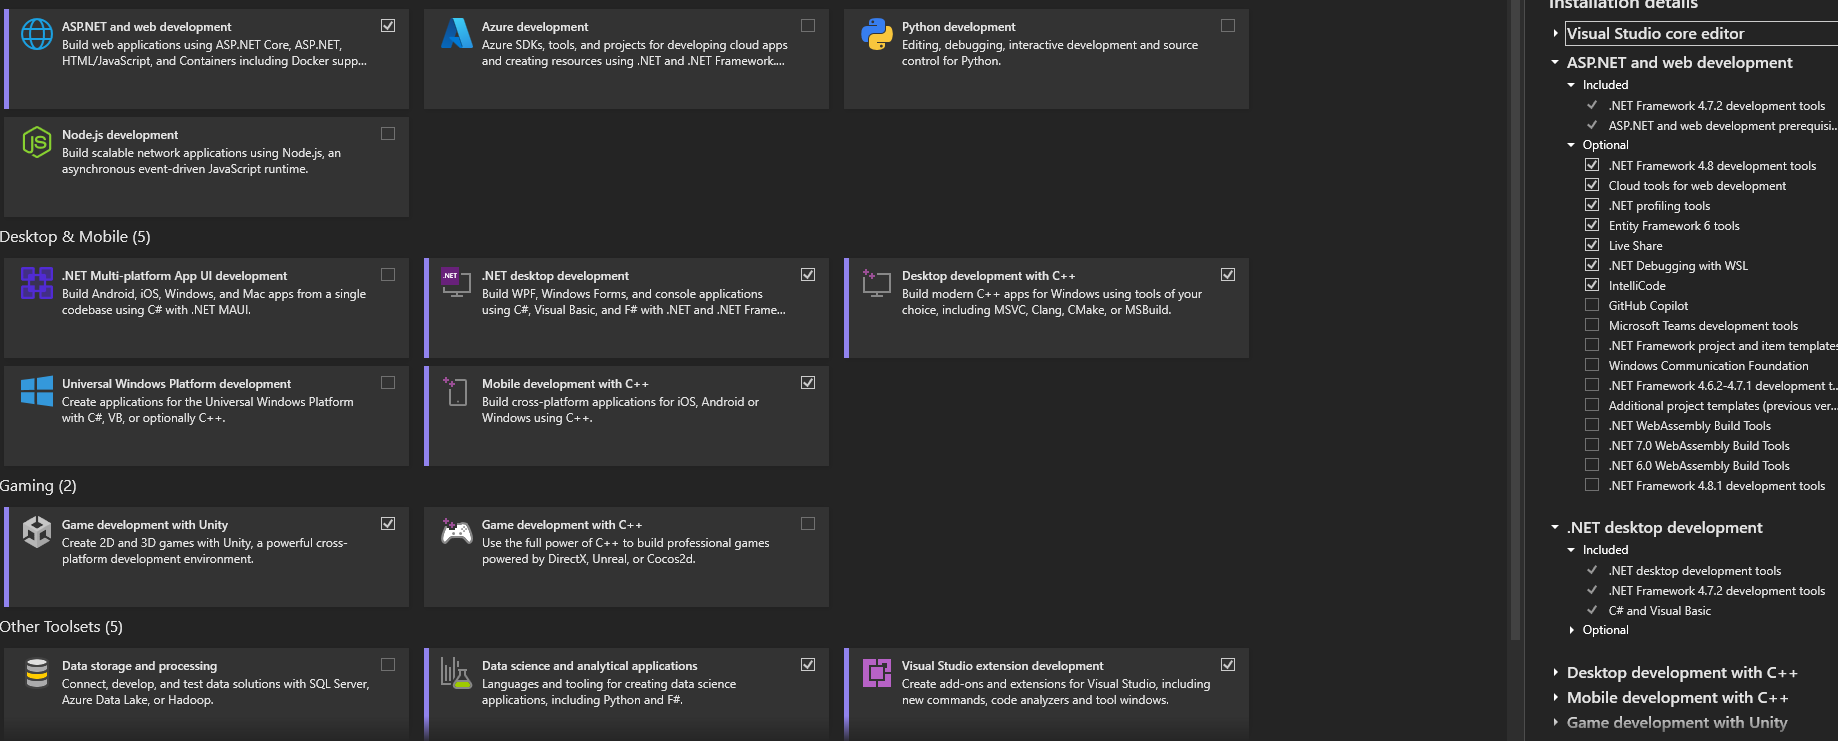 ASP.NET and web development
Build web applications using ASP.NET Core, ASP.NET,
HTML/JavaScript, and Containers including Docker supp...
Azure development
Azure SDKs, tools, and projects for developing cloud apps
and creating resources using .NET and .NET Framework....
Python development
Editing, debugging, interactive development and source
control for Python.
Node.js development
Build scalable network applications using Node.js, an
asynchronous event-driven JavaScript runtime.
Desktop & Mobile (5)
.NET Multi-platform App UI development
Build Android, iOS, Windows, and Mac apps from a single
codebase using C# with .NET MAUI.
.NET
.NET desktop development
Build WPF, Windows Forms, and console applications
using C#, Visual Basic, and F# with .NET and .NET Frame...
Desktop development with C++
Build modern C++ apps for Windows using tools of your
choice, including MSVC, Clang, CMake, or MSBuild.
Universal Windows Platform development
Create applications for the Universal Windows Platform
with C#, VB, or optionally C++.
Mobile development with C++
Build cross-platform applications for iOS, Android or
Windows using C++.
Gaming (2)
Game development with Unity
Create 2D and 3D games with Unity, a powerful cross-
platform development environment.
Game development with C++
Use the full power of C++ to build professional games
powered by DirectX, Unreal, or Cocos2d.
Other Toolsets (5)
Data storage and processing
Connect, develop, and test data solutions with SQL Server,
Azure Data Lake, or Hadoop.
Data science and analytical applications
Languages and tooling for creating data science
applications, including Python and F#.
Visual Studio extension development
Create add-ons and extensions for Visual Studio, including
new commands, code analyzers and tool windows.
Installation details
Visual Studio core editor
ASP.NET and web development
Included
.NET Framework 4.7.2 development tools
ASP.NET and web development prerequisi...
Optional
.NET Framework 4.8 development tools
Cloud tools for web development
.NET profiling tools
Entity Framework 6 tools
Live Share
.NET Debugging with WSL
IntelliCode
GitHub Copilot
Microsoft Teams development tools
.NET Framework project and item templates
Windows Communication Foundation
.NET Framework 4.6.2-4.7.1 development t...
Additional project templates (previous ver...
.NET WebAssembly Build Tools
.NET 7.0 WebAssembly Build Tools
.NET 6.0 WebAssembly Build Tools
.NET Framework 4.8.1 development tools
.NET desktop development
Included
.NET desktop development tools
.NET Framework 4.7.2 development tools
C# and Visual Basic
Optional
Desktop development with C++
Mobile development with C++
Game development with Unity